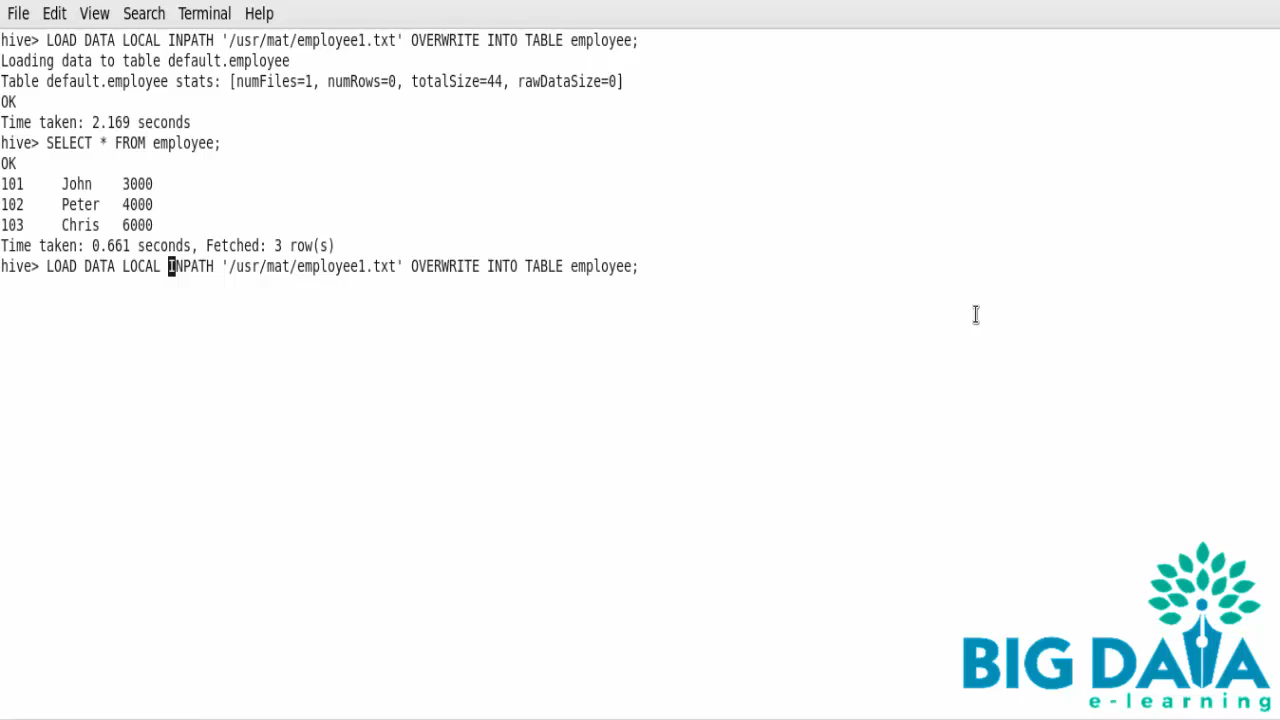 File Edit View Search Terminal Help
hive> LOAD DATA LOCAL INPATH '/usr/mat/employee1.txt' OVERWRITE INTO TABLE employee;
Loading data to table default.employee
Table default.employee stats: [numFiles=1, numRows=0, totalSize=44, rawDataSize=0]
OK
Time taken: 2.169 seconds
hive> SELECT * FROM employee;
OK
101 John 3000
102 Peter 4000
103 Chris 6000
Time taken: 0.661 seconds, Fetched: 3 row(s)
hive> LOAD DATA LOCAL INPATH '/usr/mat/employee1.txt' OVERWRITE INTO TABLE employee;
BIG DATA
e-learning